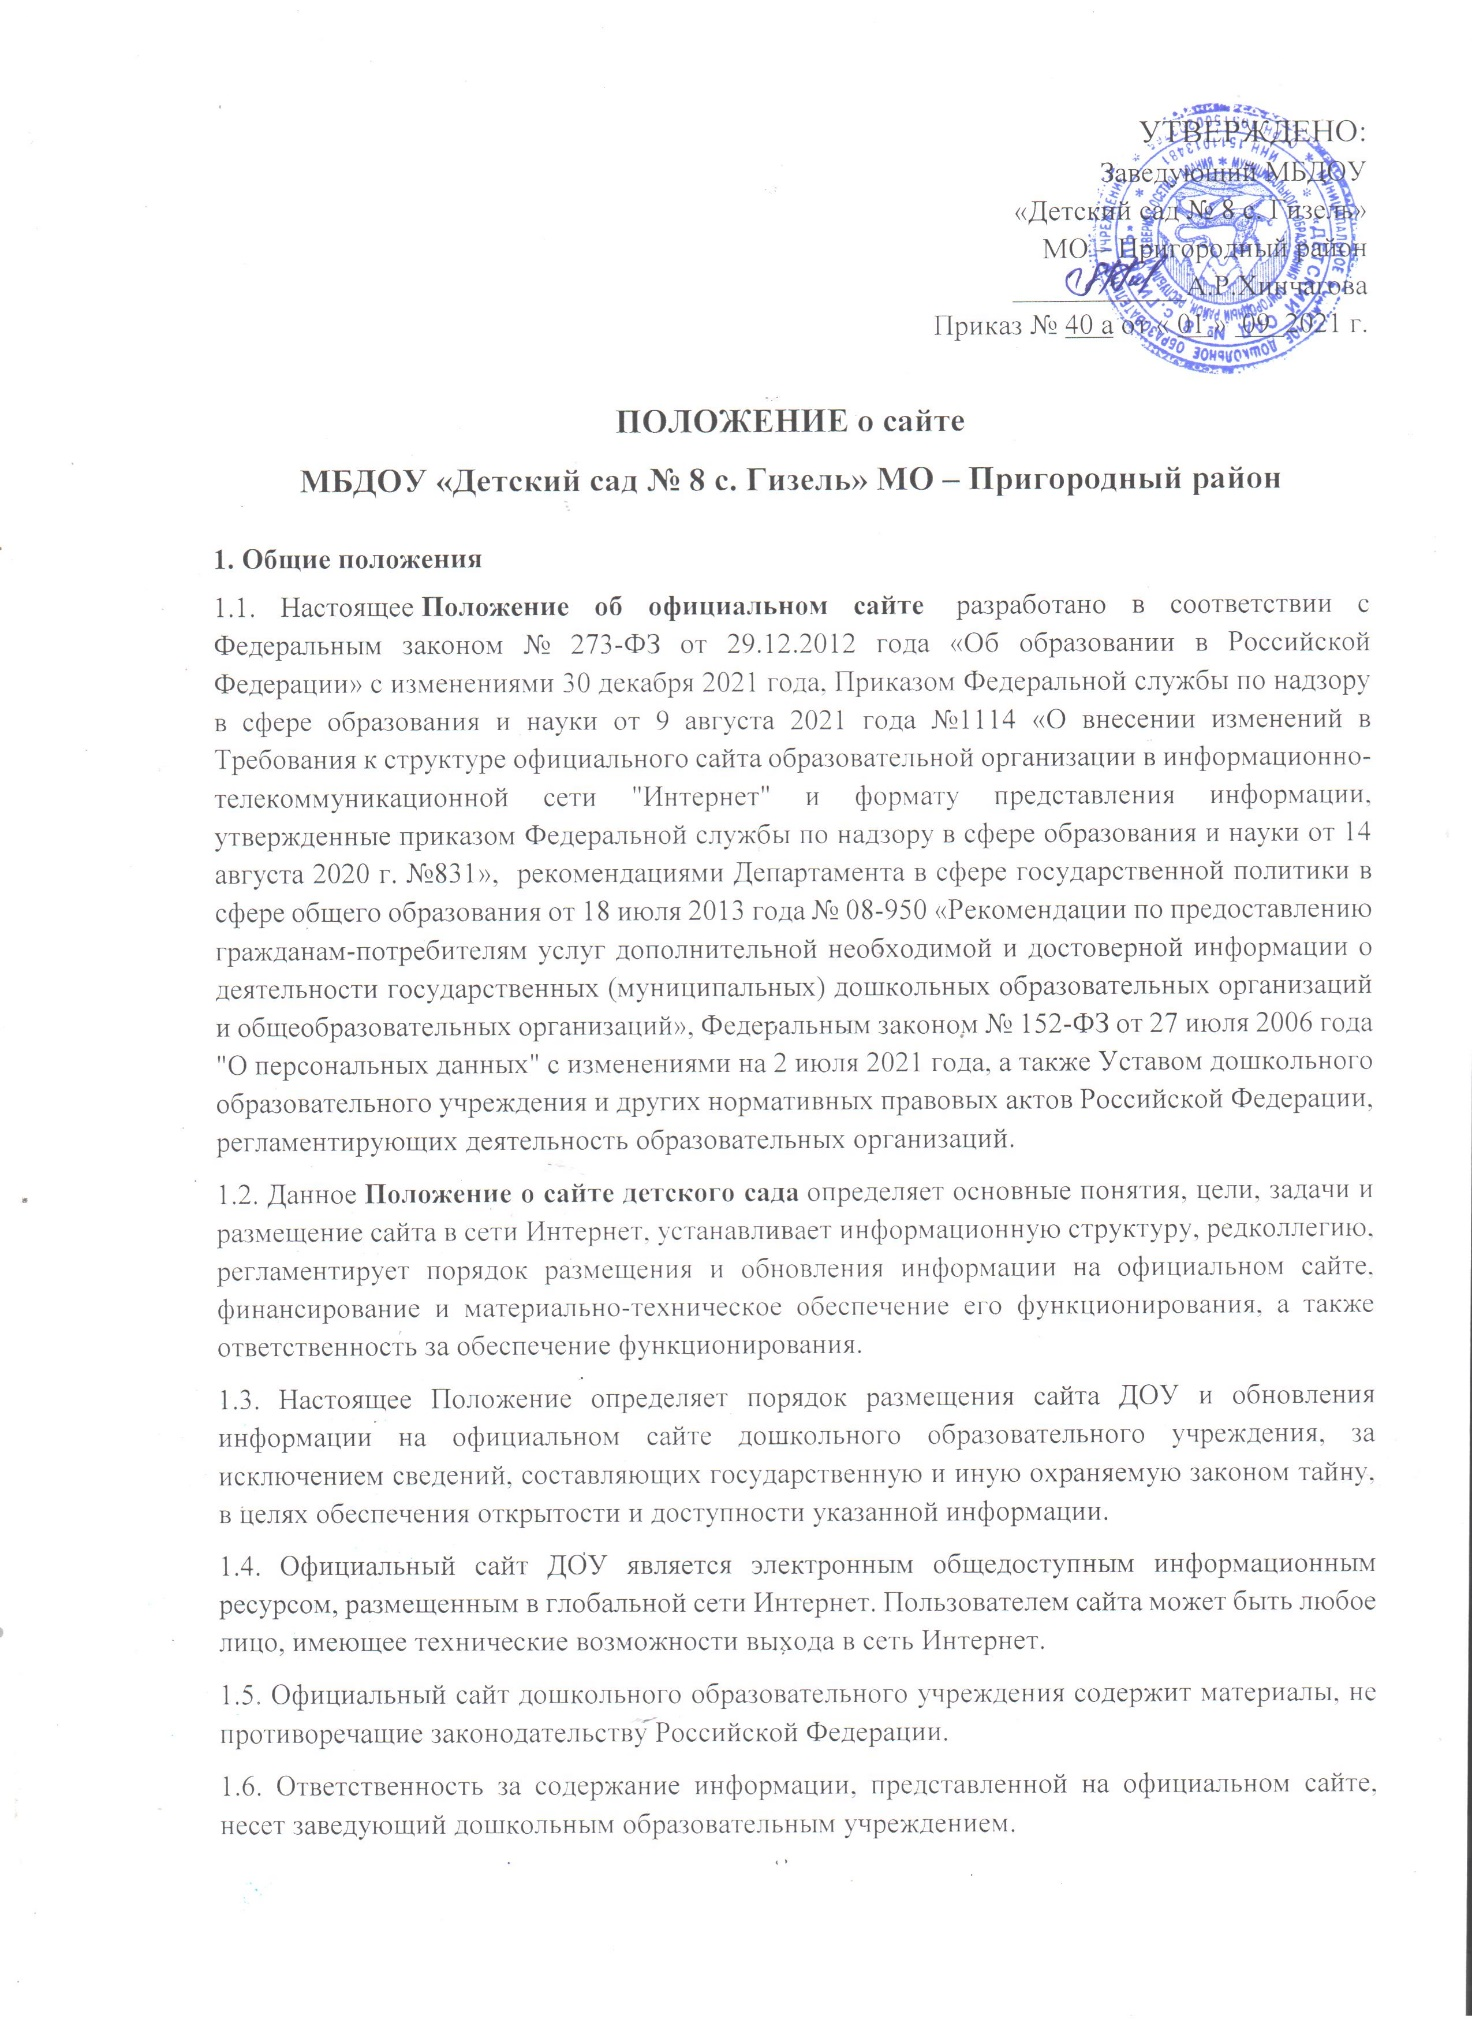 УТВЕРЖДЕНО:
Заведующий МБДОУ
«Детский сад № 8 с. Гизель»
МО – Пригородный район
А.Р.Хинчагова
Приказ № 40 а от « 01 » 09 2021 г.
ПОЛОЖЕНИЕ о сайте
МБДОУ «Детский сад № 8 с. Гизель» МО – Пригородный район
1. Общие положения
1.1. Настоящее Положение об официальном сайте разработано в соответствии с
Федеральным законом № 273-ФЗ от 29.12.2012 года «Об образовании в Российской
Федерации» с изменениями 30 декабря 2021 года, Приказом Федеральной службы по надзору
в сфере образования и науки от 9 августа 2021 года №1114 «О внесении изменений в
Требования к структуре официального сайта образовательной организации в информационно-
телекоммуникационной сети "Интернет" и формату представления информации,
утвержденные приказом Федеральной службы по надзору в сфере образования и науки от 14
августа 2020 г. №831», рекомендациями Департамента в сфере государственной политики в
сфере общего образования от 18 июля 2013 года № 08-950 «Рекомендации по предоставлению
гражданам-потребителям услуг дополнительной необходимой и достоверной информации о
деятельности государственных (муниципальных) дошкольных образовательных организаций
и общеобразовательных организаций», Федеральным законом № 152-ФЗ от 27 июля 2006 года
"О персональных данных" с изменениями на 2 июля 2021 года, а также Уставом дошкольного
образовательного учреждения и других нормативных правовых актов Российской Федерации,
регламентирующих деятельность образовательных организаций.
1.2. Данное Положение о сайте детского сада определяет основные понятия, цели, задачи и
размещение сайта в сети Интернет, устанавливает информационную структуру, редколлегию,
регламентирует порядок размещения и обновления информации на официальном сайте,
финансирование и материально-техническое обеспечение его функционирования, а также
ответственность за обеспечение функционирования.
1.3. Настоящее Положение определяет порядок размещения сайта ДОУ и обновления
информации на официальном сайте дошкольного образовательного учреждения, за
исключением сведений, составляющих государственную и иную охраняемую законом тайну,
в целях обеспечения открытости и доступности указанной информации.
1.4. Официальный сайт ДОУ является электронным общедоступным информационным
ресурсом, размещенным в глобальной сети Интернет. Пользователем сайта может быть любое
лицо, имеющее технические возможности выхода в сеть Интернет.
1.5. Официальный сайт дошкольного образовательного учреждения содержит материалы, не
противоречащие законодательству Российской Федерации.
1.6. Ответственность за содержание информации, представленной на официальном сайте,
несет заведующий дошкольным образовательным учреждением.